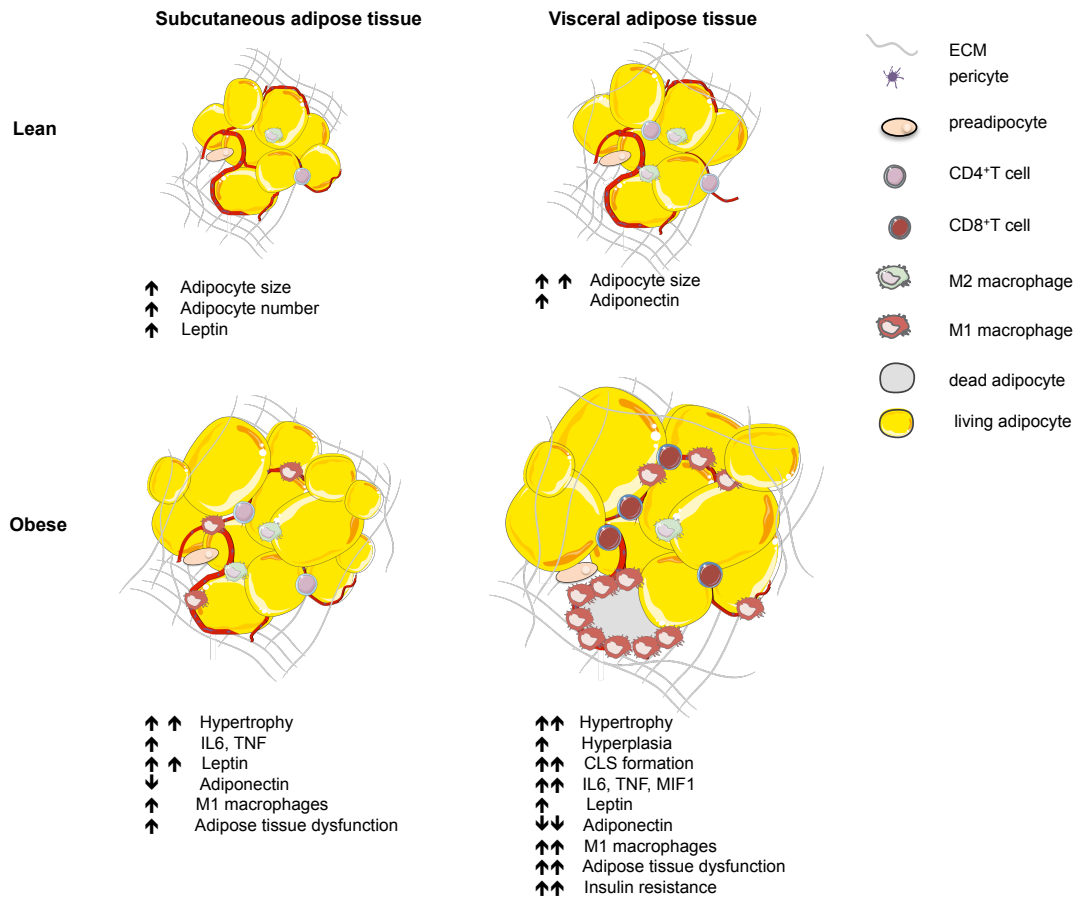 Subcutaneous adipose tissue
Visceral adipose tissue
Lean
↑ Adipocyte size
↑ Adipocyte number
↑ Leptin
↑ ↑ Adipocyte size
↑ Adiponectin
ECM
pericyte
preadipocyte
CD4⁺T cell
CD8⁺T cell
M2 macrophage
M1 macrophage
dead adipocyte
living adipocyte
Obese
↑ ↑ Hypertrophy
↑ IL6, TNF
↑ ↑ Leptin
↓ Adiponectin
↑ M1 macrophages
↑ Adipose tissue dysfunction
↑↑ Hypertrophy
↑ Hyperplasia
↑↑ CLS formation
↑↑ IL6, TNF, MIF1
↑ Leptin
↓↓ Adiponectin
↑↑ M1 macrophages
↑↑ Adipose tissue dysfunction
↑↑ Insulin resistance